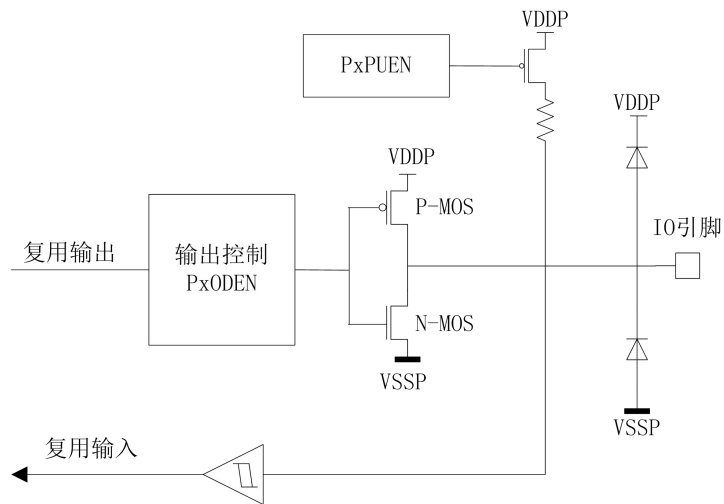 VDDP
PxPUEN
VDDP
VDDP
P-MOS
IO引脚
复用输出
输出控制
PxODEN
N-MOS
VSSP
VSSP
复用输入